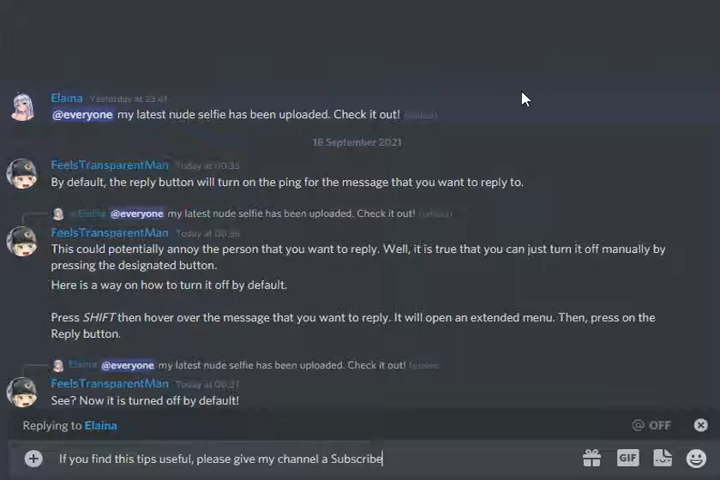 Elaina Yesterday at 23:41
@everyone my latest nude selfie has been uploaded. Check it out! (edited)
18 September 2021
FeelsTransparentMan Today at 00:35
By default, the reply button will turn on the ping for the message that you want to reply to.
@Elaina @everyone my latest nude selfie has been uploaded. Check it out! (edited)
FeelsTransparentMan Today at 00:36
This could potentially annoy the person that you want to reply. Well, it is true that you can just turn it off manually by
pressing the designated button.
Here is a way on how to turn it off by default.
Press SHIFT then hover over the message that you want to reply. It will open an extended menu. Then, press on the
Reply button.
Elaina @everyone my latest nude selfie has been uploaded. Check it out! (edited)
FeelsTransparentMan Today at 00:37
See? Now it is turned off by default!
Replying to Elaina @ OFF
If you find this tips useful, please give my channel a Subscribe
GIF